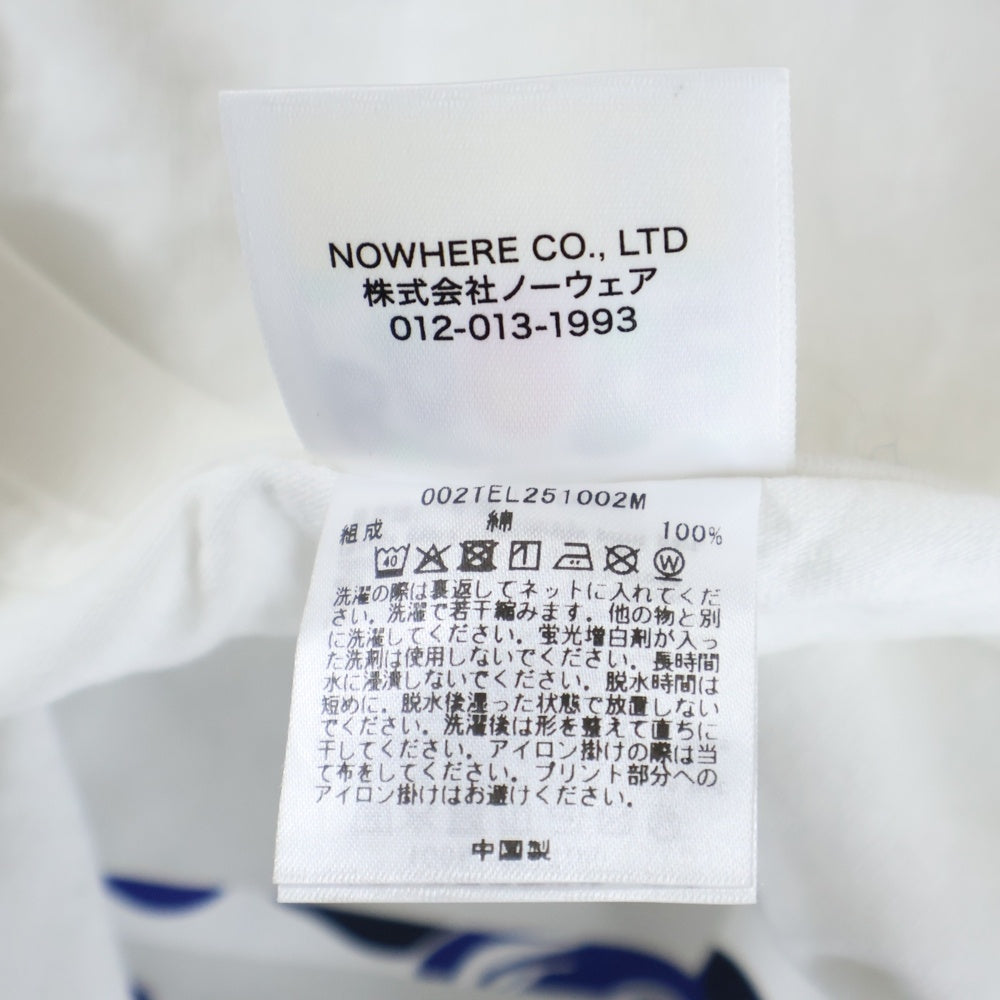 NOWHERE CO., LTD
株式会社ノーウェア
012-013-1993
002TEL251002M
組成 綿 100%
40 W
洗濯の際は裏返してネットに入れてくだ
さい。洗濯で若干縮みます。他の物と別
に洗濯してください。蛍光増白剤が入っ
た洗剤は使用しないでください。長時間
水に浸漬しないでください。脱水時間は
短めに。脱水後湿った状態で放置しない
でください。洗濯後は形を整えて直ちに
干してください。アイロン掛けの際は当
て布をしてください。プリント部分への
アイロン掛けはお避けください。
中国製